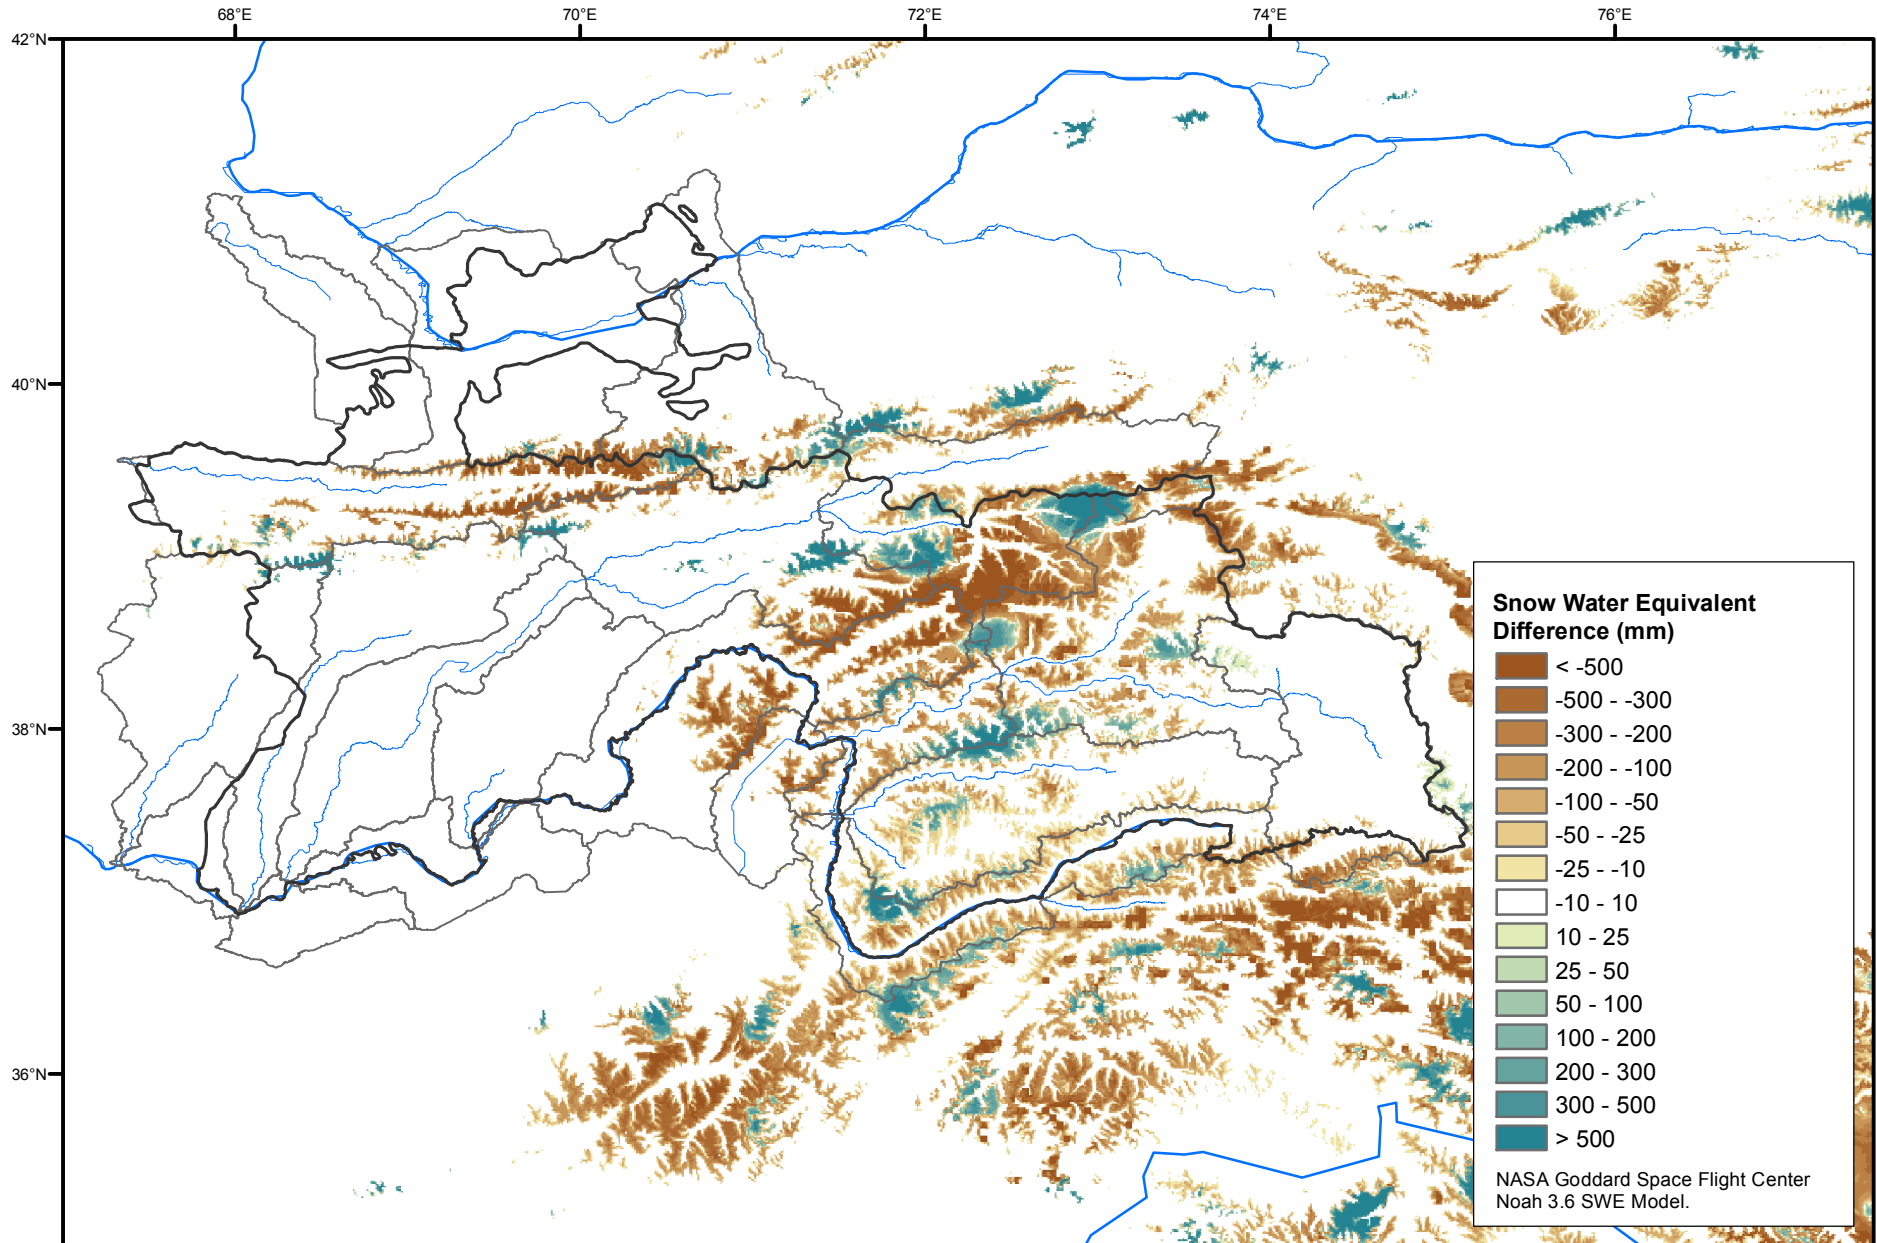 68°E 70°E 72°E 74°E 76°E
42°N
40°N
38°N
36°N
Snow Water Equivalent
Difference (mm)
< -500
-500 - -300
-300 - -200
-200 - -100
-100 - -50
-50 - -25
-25 - -10
-10 - 10
10 - 25
25 - 50
50 - 100
100 - 200
200 - 300
300 - 500
> 500
NASA Goddard Space Flight Center
Noah 3.6 SWE Model.